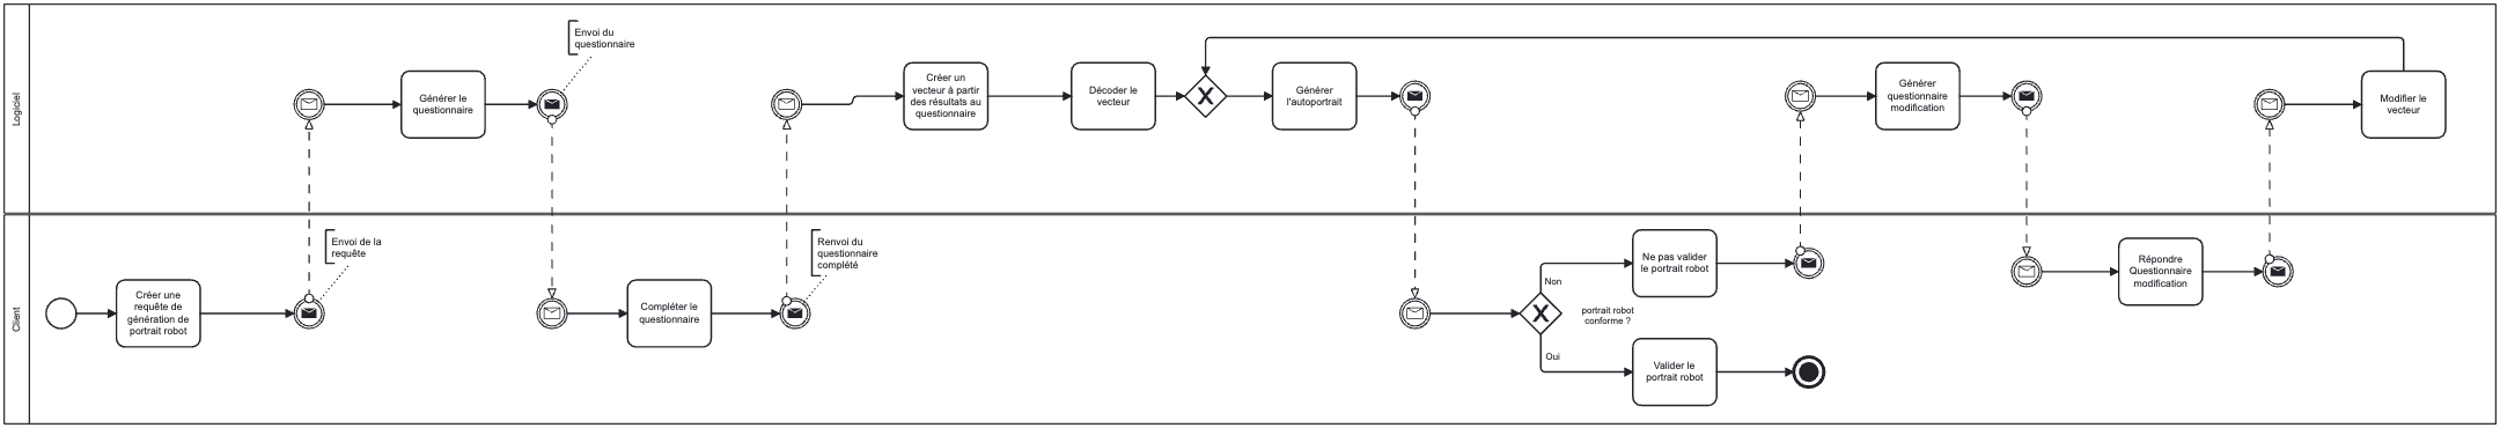 Logiciel
Envoi du
questionnaire
Générer le
questionnaire
Créer un
vecteur à partir
des résultats au
questionnaire
Décoder le
vecteur
Générer
l'autoportrait
Générer
questionnaire
modification
Modifier le
vecteur
Client
Créer une
requête de
génération de
portrait robot
Envoi de la
requête
Compléter le
questionnaire
Renvoi du
questionnaire
complété
Non
portrait robot
conforme ?
Oui
Ne pas valider
le portrait robot
Valider le
portrait robot
Répondre
Questionnaire
modification